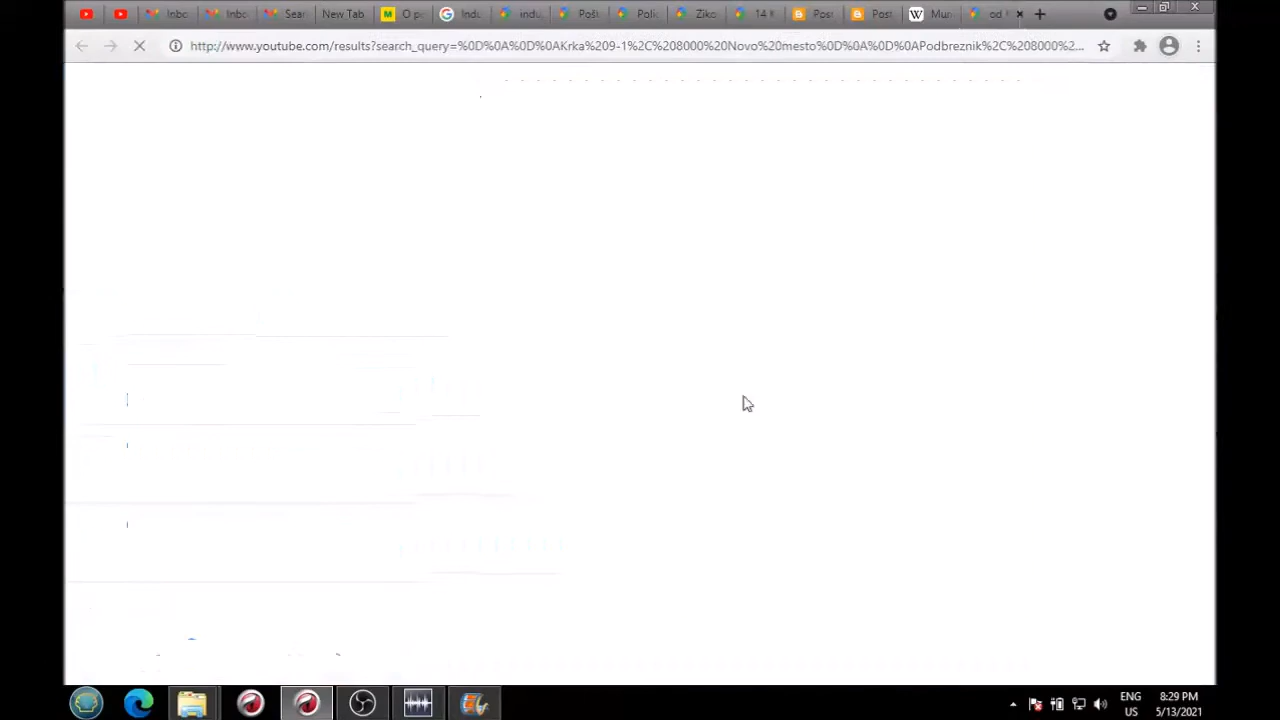 Inbo
Inbo
Sear
New Tab
O p
Indu
indu
Pošt
Polic
Ziko
14 k
Post
Post
Mun
od
http://www.youtube.com/results?search_query=%0D%0A%0D%0AKrka%209-1%2C%208000%20Novo%20mesto%0D%0A%0D%0APodbreznik%2C%208000%2...
ENG
US
8:29 PM
5/13/2021